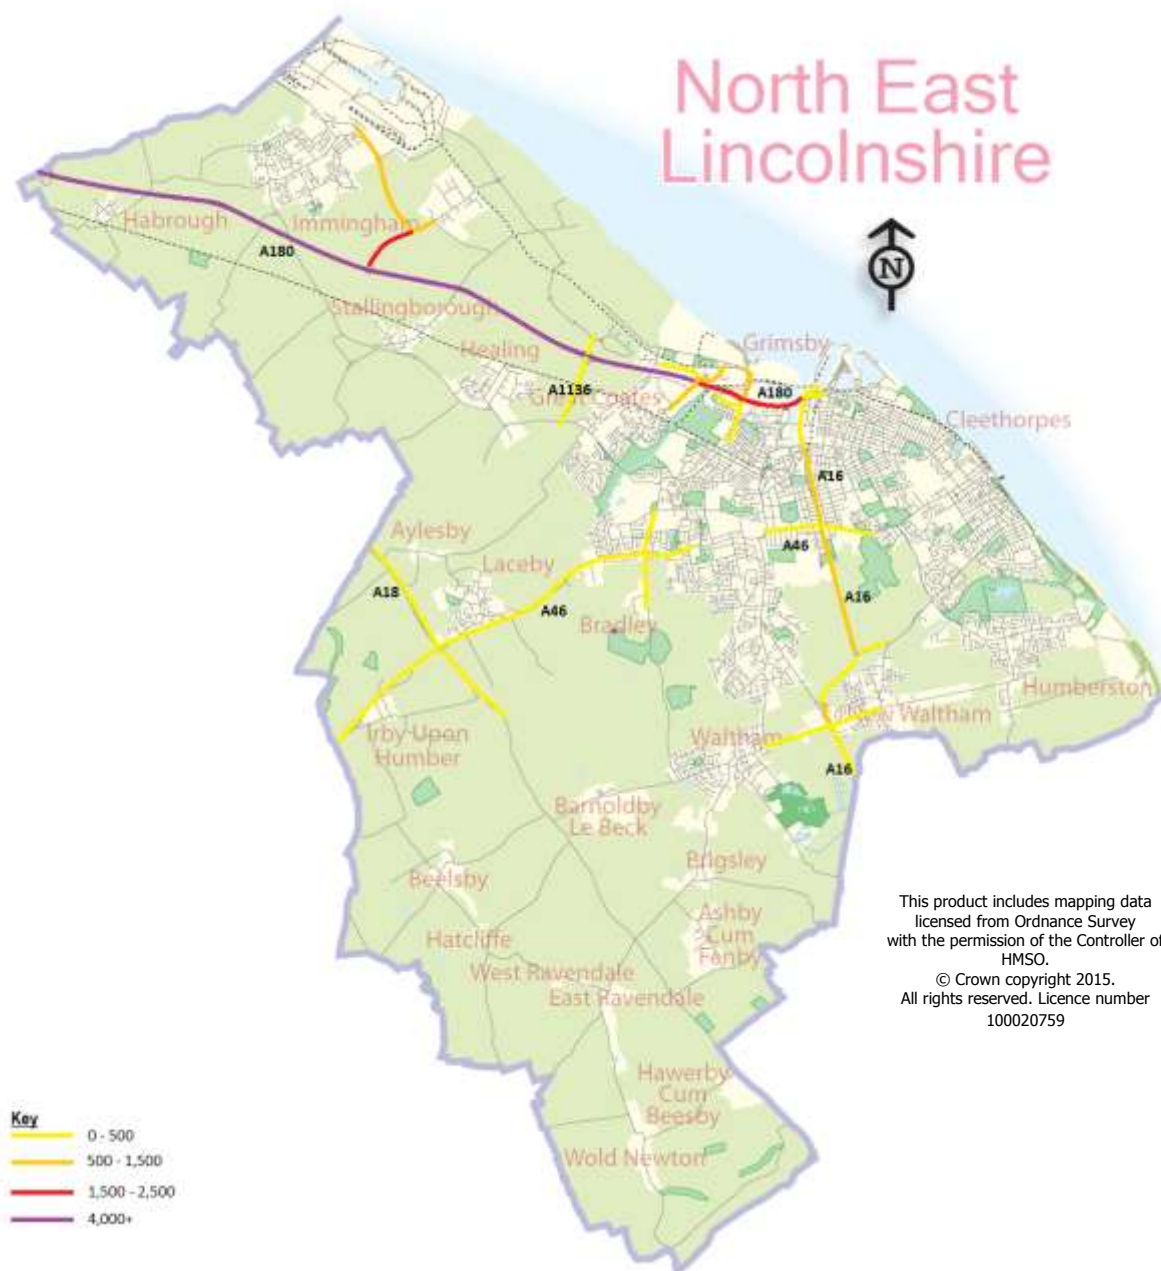 North East
Lincolnshire
N
Habrough
Immingham
A180
Stallingborough
Healing
Grimsby
A1136
Great Coates
A180
Cleethorpes
A16
Aylesby
Laceby
A46
A18
A46
A16
Bradley
Humberston
New Waltham
Irby Upon
Humber
Waltham
A16
Barnoldby
Le Beck
Brigsley
Beelsby
Ashby
Cum
Fenby
Hatcliffe
West Ravendale
East Ravendale
This product includes mapping data
licensed from Ordnance Survey
with the permission of the Controller of
HMSO.
© Crown copyright 2015.
All rights reserved. Licence number
100020759
Hawerby
Cum
Beesby
Wold Newton
Key
0 - 500
500 - 1,500
1,500 - 2,500
4,000+